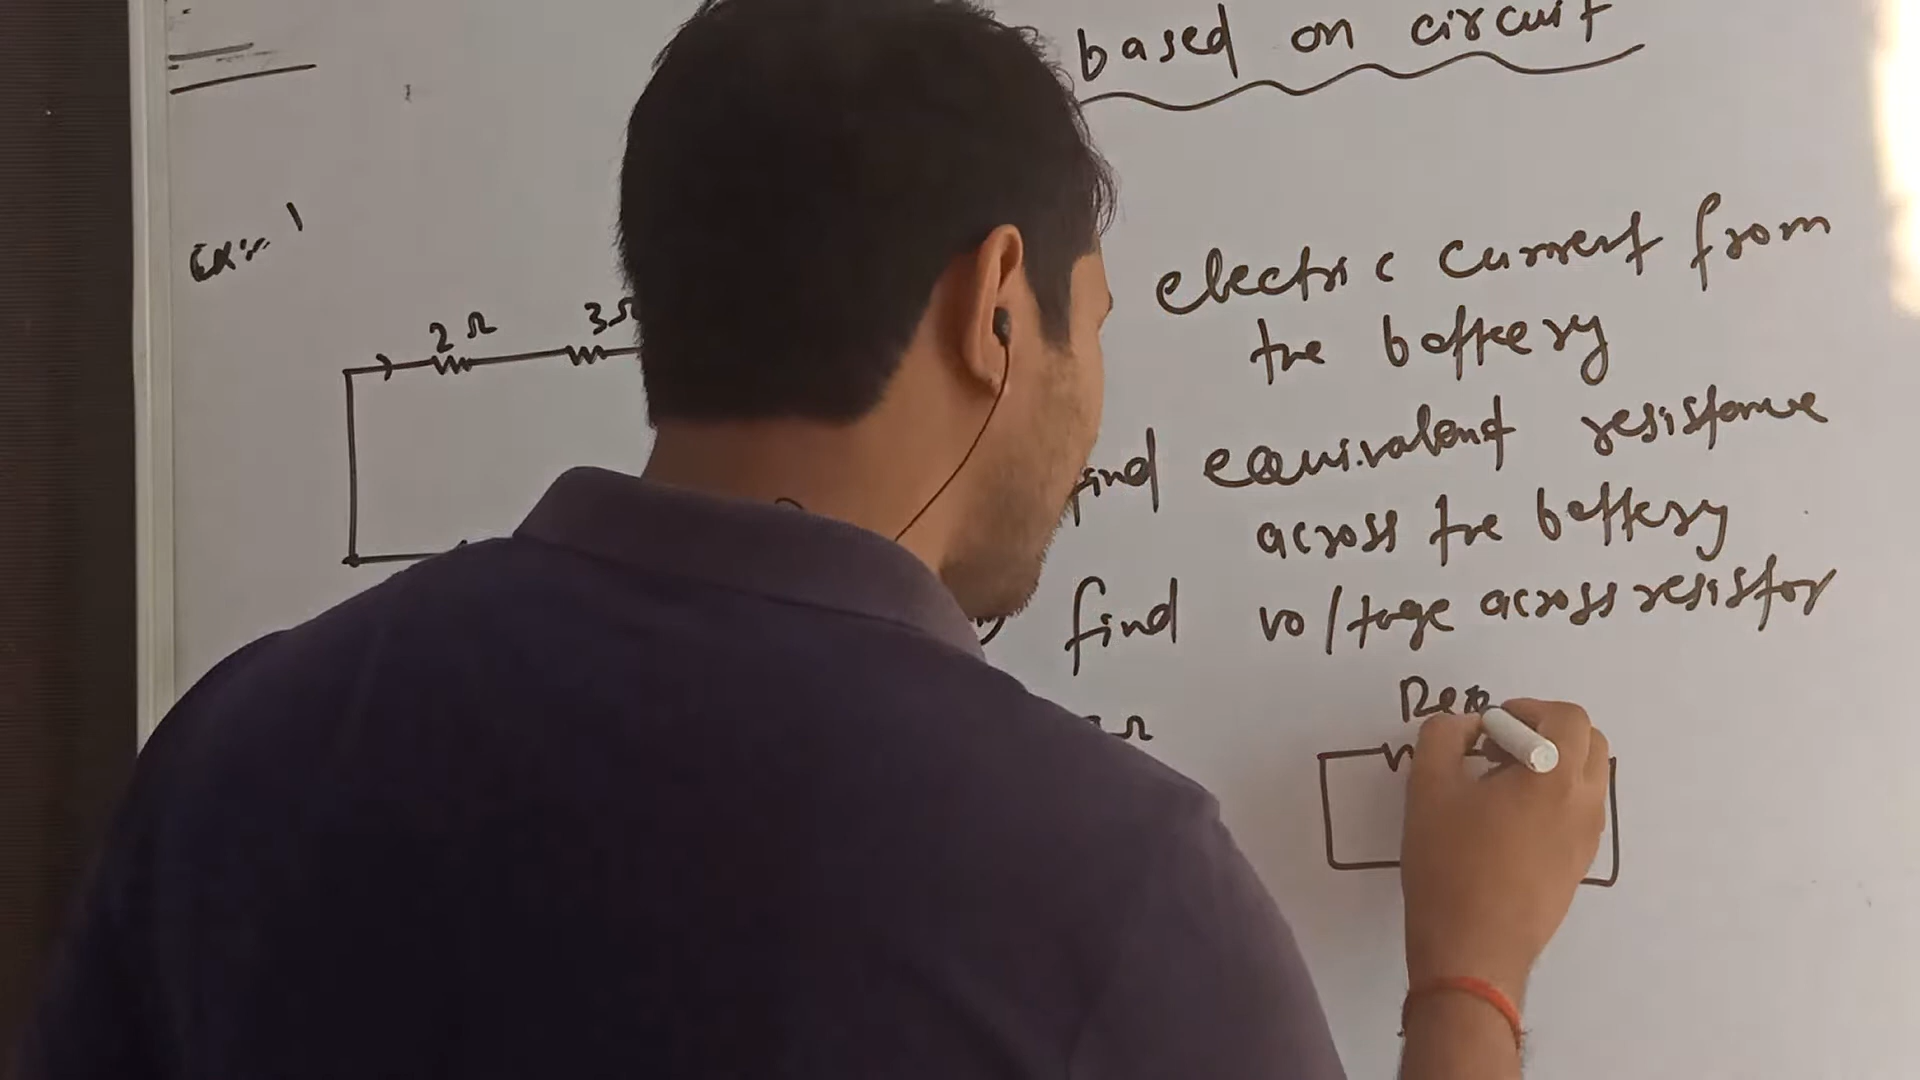 based on circuit
Ex:- 1
electric current from
the battery
2 Ω
3 Ω
find equivalent resistance
across the battery
find voltage across resistor
Ω